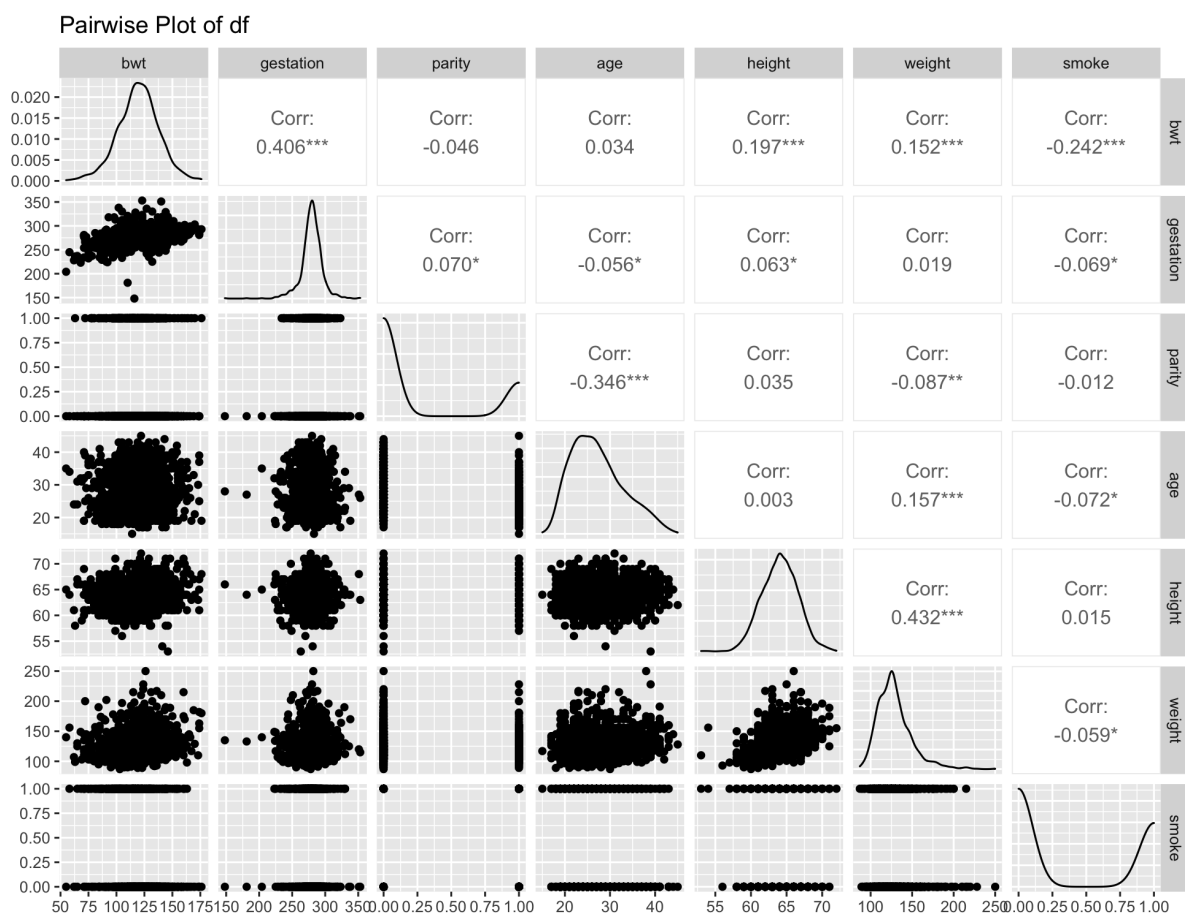 Pairwise Plot of df
bwt gestation parity age height weight smoke
0.020
0.015
0.010
0.005
0.000
Corr:
0.406***
Corr:
-0.046
Corr:
0.034
Corr:
0.197***
Corr:
0.152***
Corr:
-0.242***
bwt
350
300
250
200
150
Corr:
0.070*
Corr:
-0.056*
Corr:
0.063*
Corr:
0.019
Corr:
-0.069*
gestation
1.00
0.75
0.50
0.25
0.00
Corr:
-0.346***
Corr:
0.035
Corr:
-0.087**
Corr:
-0.012
parity
40
30
20
Corr:
0.003
Corr:
0.157***
Corr:
-0.072*
age
70
65
60
55
Corr:
0.432***
Corr:
0.015
height
250
200
150
100
Corr:
-0.059*
weight
1.00
0.75
0.50
0.25
0.00
smoke
50 75 100 125 150 175 150 200 250 300 350 0.00 0.25 0.50 0.75 1.00 20 30 40 55 60 65 70 100 150 200 250 0.00 0.25 0.50 0.75 1.00